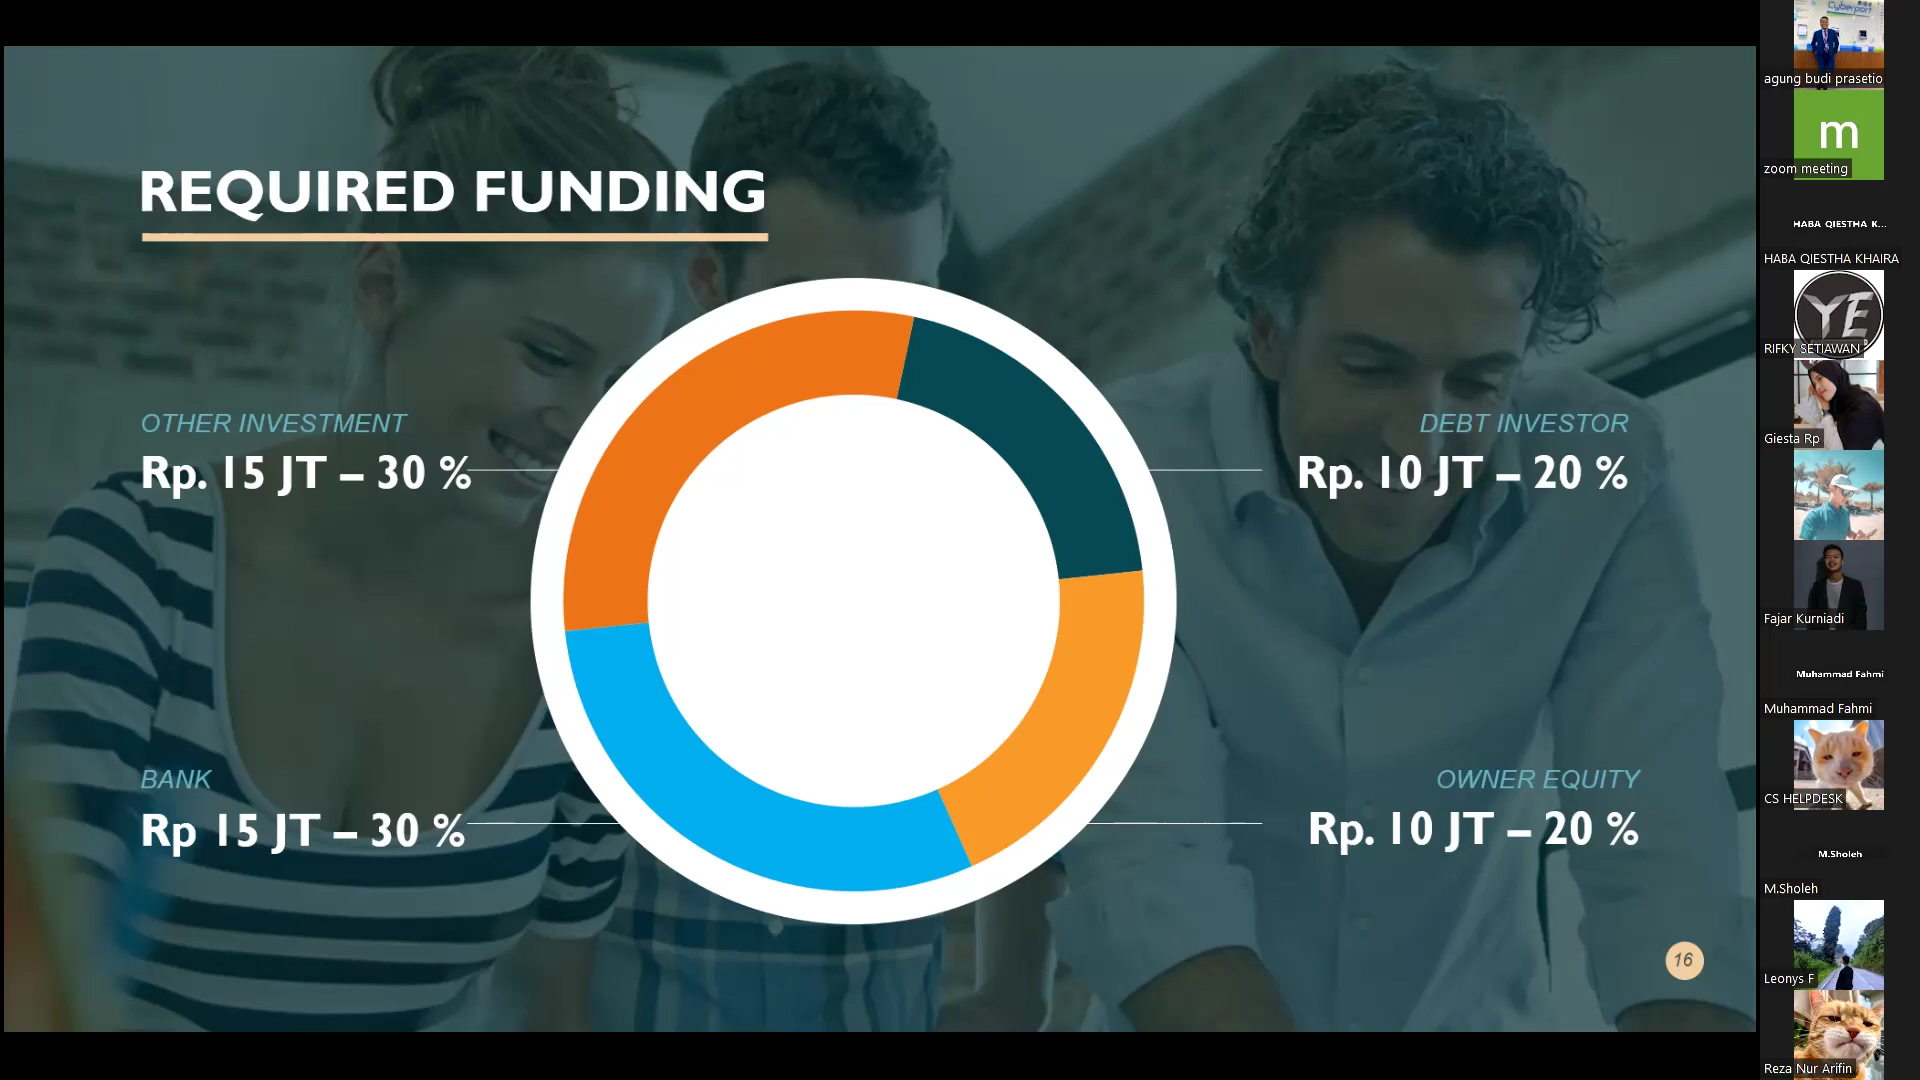 REQUIRED FUNDING
OTHER INVESTMENT
Rp. 15 JT – 30 %
DEBT INVESTOR
Rp. 10 JT – 20 %
BANK
Rp 15 JT – 30 %
OWNER EQUITY
Rp. 10 JT – 20 %
16
Cyberport
agung budi prasetio
m
zoom meeting
HABA QIESTHA K...
HABA QIESTHA KHAIRA
YE
RIFKY SETIAWAN
Giesta Rp
Fajar Kurniadi
Muhammad Fahmi
Muhammad Fahmi
CS HELPDESK
M.Sholeh
M.Sholeh
Leonys F
Reza Nur Arifin